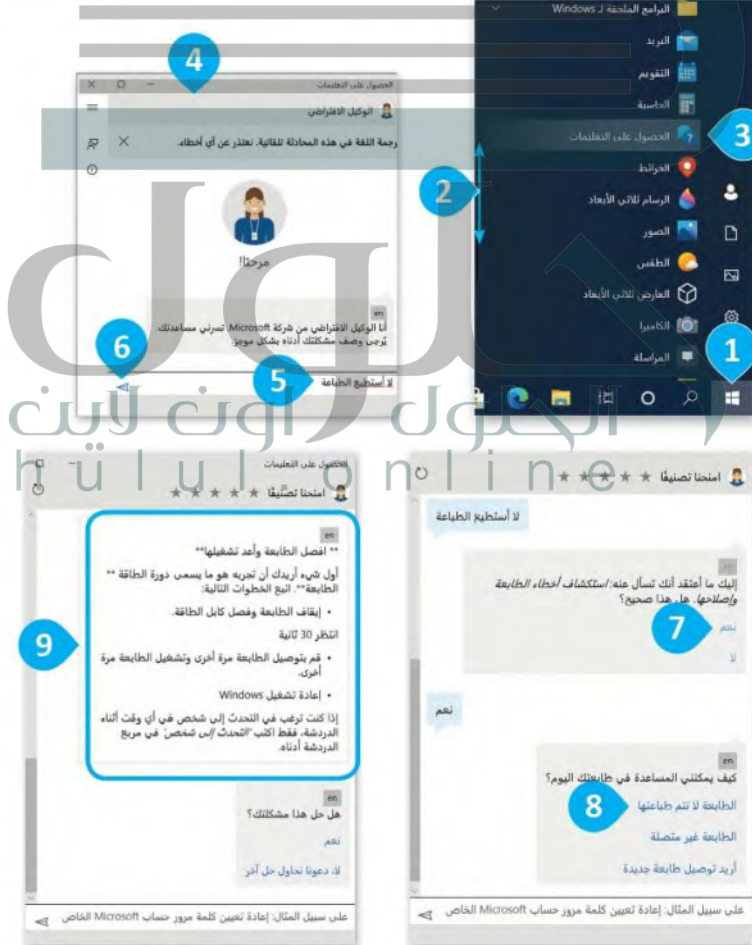 البرامج الملحقة لـ Windows
البريد
التقويم
الحاسبة
الحصول على التعليمات
3
الخرائط
2
الرسام ثلاثي الأبعاد
الصور
الطقس
العارض ثلاثي الأبعاد
الكاميرا
1
المراسلة
4
الحصول على التعليمات
الوكيل الافتراضي
رجمة اللغة في هذه المحادثة تلقائية. نعتذر عن أي أخطاء.
مرحبًا!
en
أنا الوكيل الافتراضي من شركة Microsoft. تسرني مساعدتك.
يُرجى وصف مشكلتك أدناه بشكل موجز.
6
5
لا أستطيع الطباعة
حلول
الحلول اون لاين
hululonline
امنحنا تصنيفًا
لا أستطيع الطباعة
إليك ما أعتقد أنك تسأل عنه: استكشاف أخطاء الطابعة
وإصلاحها. هل هذا صحيح؟
7
نعم
لا
نعم
en
كيف يمكنني المساعدة في طابعتك اليوم؟
8
الطابعة لا تتم طباعتها
الطابعة غير متصلة
أريد توصيل طابعة جديدة
على سبيل المثال: إعادة تعيين كلمة مرور حساب Microsoft الخاص
الحصول على التعليمات
امنحنا تصنيفًا
9
en
** افصل الطابعة وأعد تشغيلها**
أول شيء أريدك أن تجربه هو ما يسمى دورة الطاقة **
الطابعة**. اتبع الخطوات التالية:
• إيقاف الطابعة وفصل كابل الطاقة.
انتظر 30 ثانية
• قم بتوصيل الطابعة مرة أخرى وتشغيل الطابعة مرة
أخرى.
• إعادة تشغيل Windows
إذا كنت ترغب في التحدث إلى شخص في أي وقت أثناء
الدردشة، فقط اكتب "التحدث إلى شخص" في مربع
الدردشة أدناه.
en
هل حل هذا مشكلتك؟
نعم
لا، دعونا نحاول حل آخر
على سبيل المثال: إعادة تعيين كلمة مرور حساب Microsoft الخاص